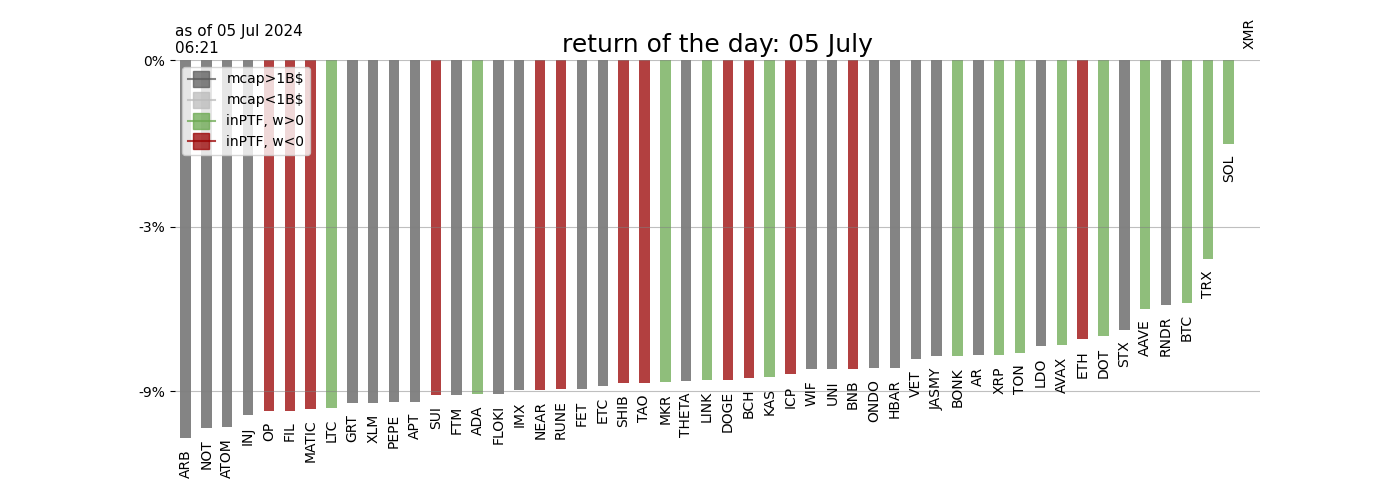 as of 05 Jul 2024
06:21
return of the day: 05 July
XMR
0%
mcap>1B$
mcap<1B$
inPTF, w>0
inPTF, w<0
-3%
-9%
ARB
NOT
ATOM
INJ
OP
FIL
MATIC
LTC
GRT
XLM
PEPE
APT
SUI
FTM
ADA
FLOKI
IMX
NEAR
RUNE
FET
ETC
SHIB
TAO
MKR
THETA
LINK
DOGE
BCH
KAS
ICP
WIF
UNI
BNB
ONDO
HBAR
VET
JASMY
BONK
AR
XRP
TON
LDO
AVAX
ETH
DOT
STX
AAVE
RNDR
BTC
TRX
SOL